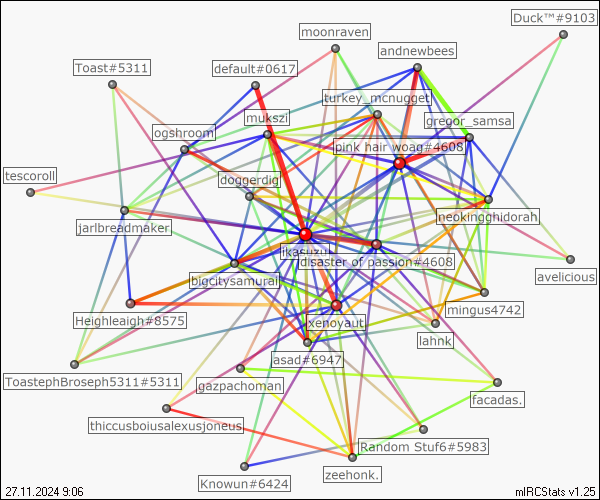 Duck™#9103
moonraven
andnewbees
Toast#5311
default#0617
turkey_mcnugget
mukszi
gregor_samsa
ogshroom
pink hair woag#4608
tescoroll
doggerdig
neokingghidorah
jarlbreadmaker
likasuzu
disaster of passion#4608
avelicious
bigcitysamurai
mingus4742
Heighleaigh#8575
xenoyaut
lahnk
asad#6947
ToastephBroseph5311#5311
gazpachoman
facadas.
thiccusboiusalexusjoneus
Random Stuf6#5983
zeehonk.
Knowun#6424
27.11.2024 9:06
mIRCStats v1.25